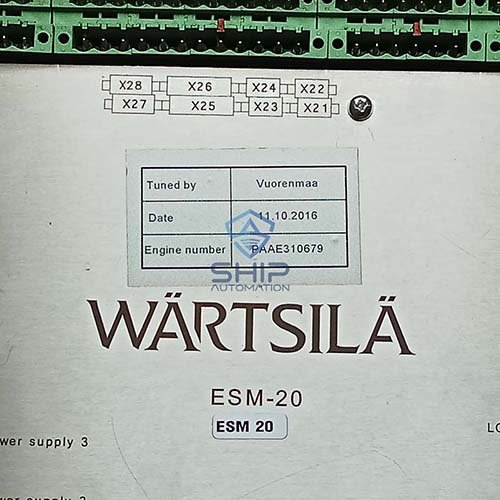 X28 X26 X24 X22
X27 X25 X23 X21
Tuned by Vuorenmaa
Date 11.10.2016
Engine number PAAE310679
SHIP
AUTOMATION
WÄRTSILÄ
ESM-20
ESM 20
wer supply 3
LO